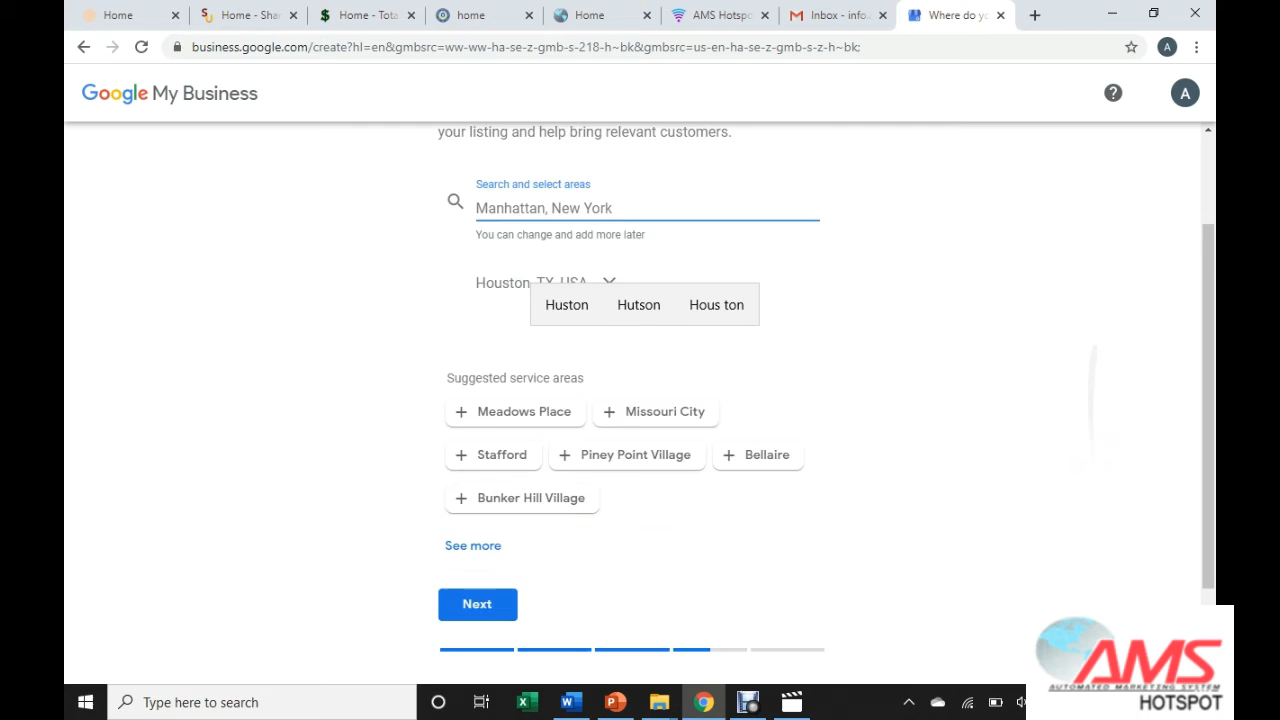 Home
Home - Shar
Home - Tota
home
Home
AMS Hotsp
Inbox - info.
Where do yo
business.google.com/create?hl=en&gmbsrc=ww-ww-ha-se-z-gmb-s-218-h~bk&gmbsrc=us-en-ha-se-z-gmb-s-z-h~bk;
A
Google My Business
A
your listing and help bring relevant customers.
Search and select areas
Manhattan, New York
You can change and add more later
Houston, TX, USA
Huston Hutson Hous ton
Suggested service areas
+ Meadows Place + Missouri City
+ Stafford + Piney Point Village + Bellaire
+ Bunker Hill Village
See more
Next
Type here to search
AMS
AUTOMATED MARKETING SYSTEM
HOTSPOT